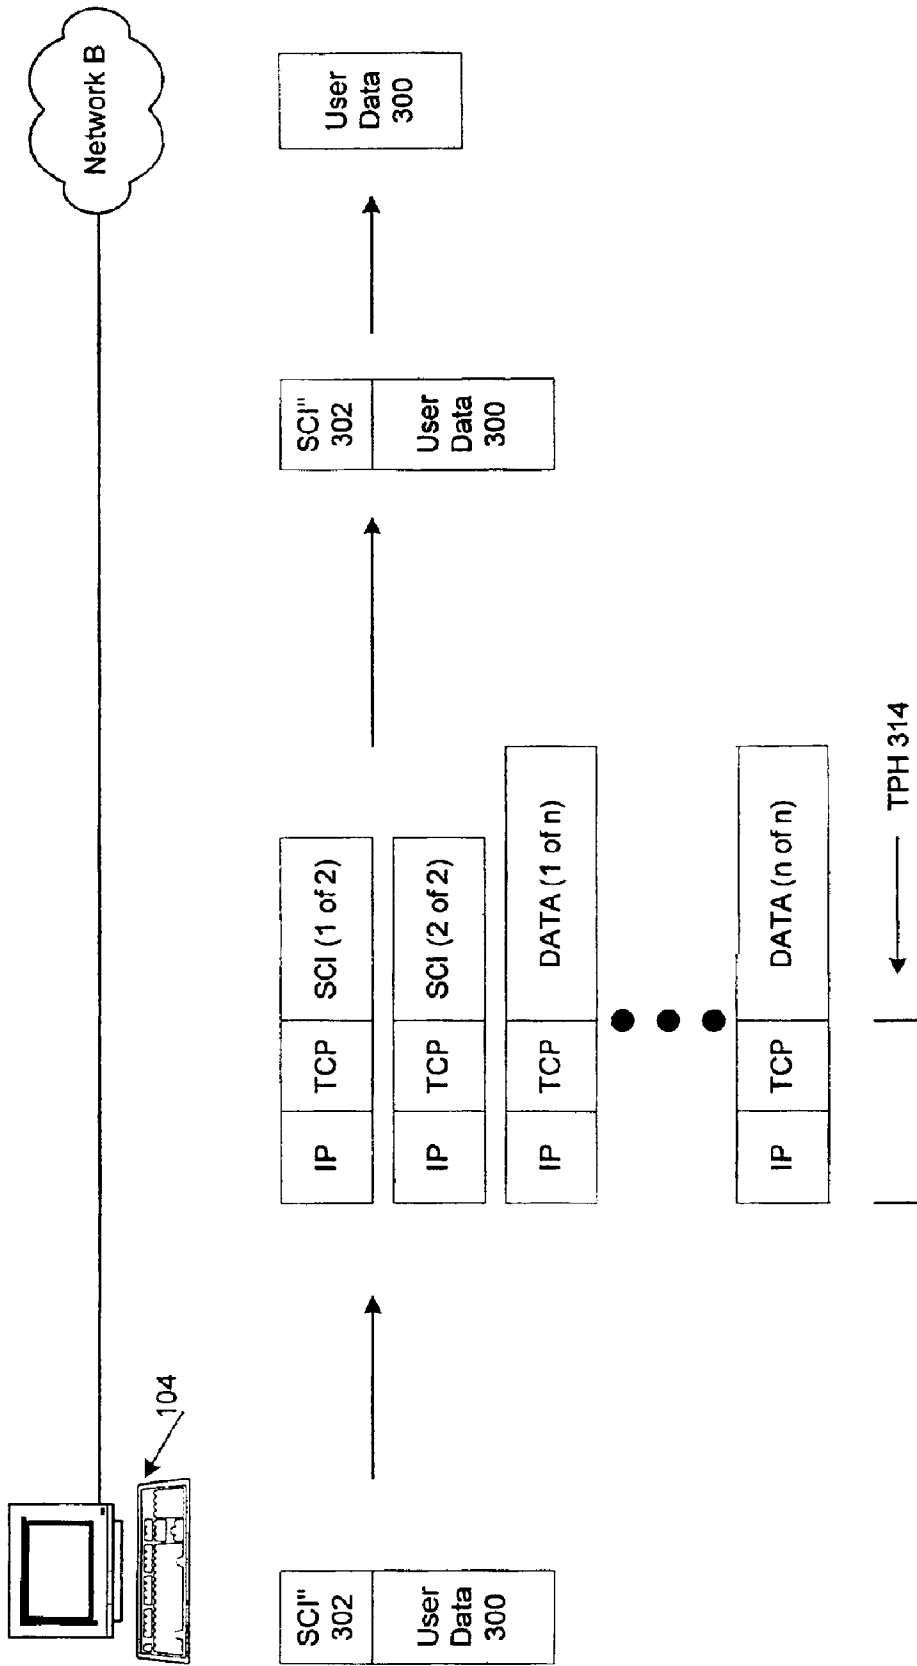 104
Network B
SCI"
302
User
Data
300
IP
TCP
SCI (1 of 2)
IP
TCP
SCI (2 of 2)
IP
TCP
DATA (1 of n)
IP
TCP
DATA (n of n)
TPH 314
SCI"
302
User
Data
300
User
Data
300